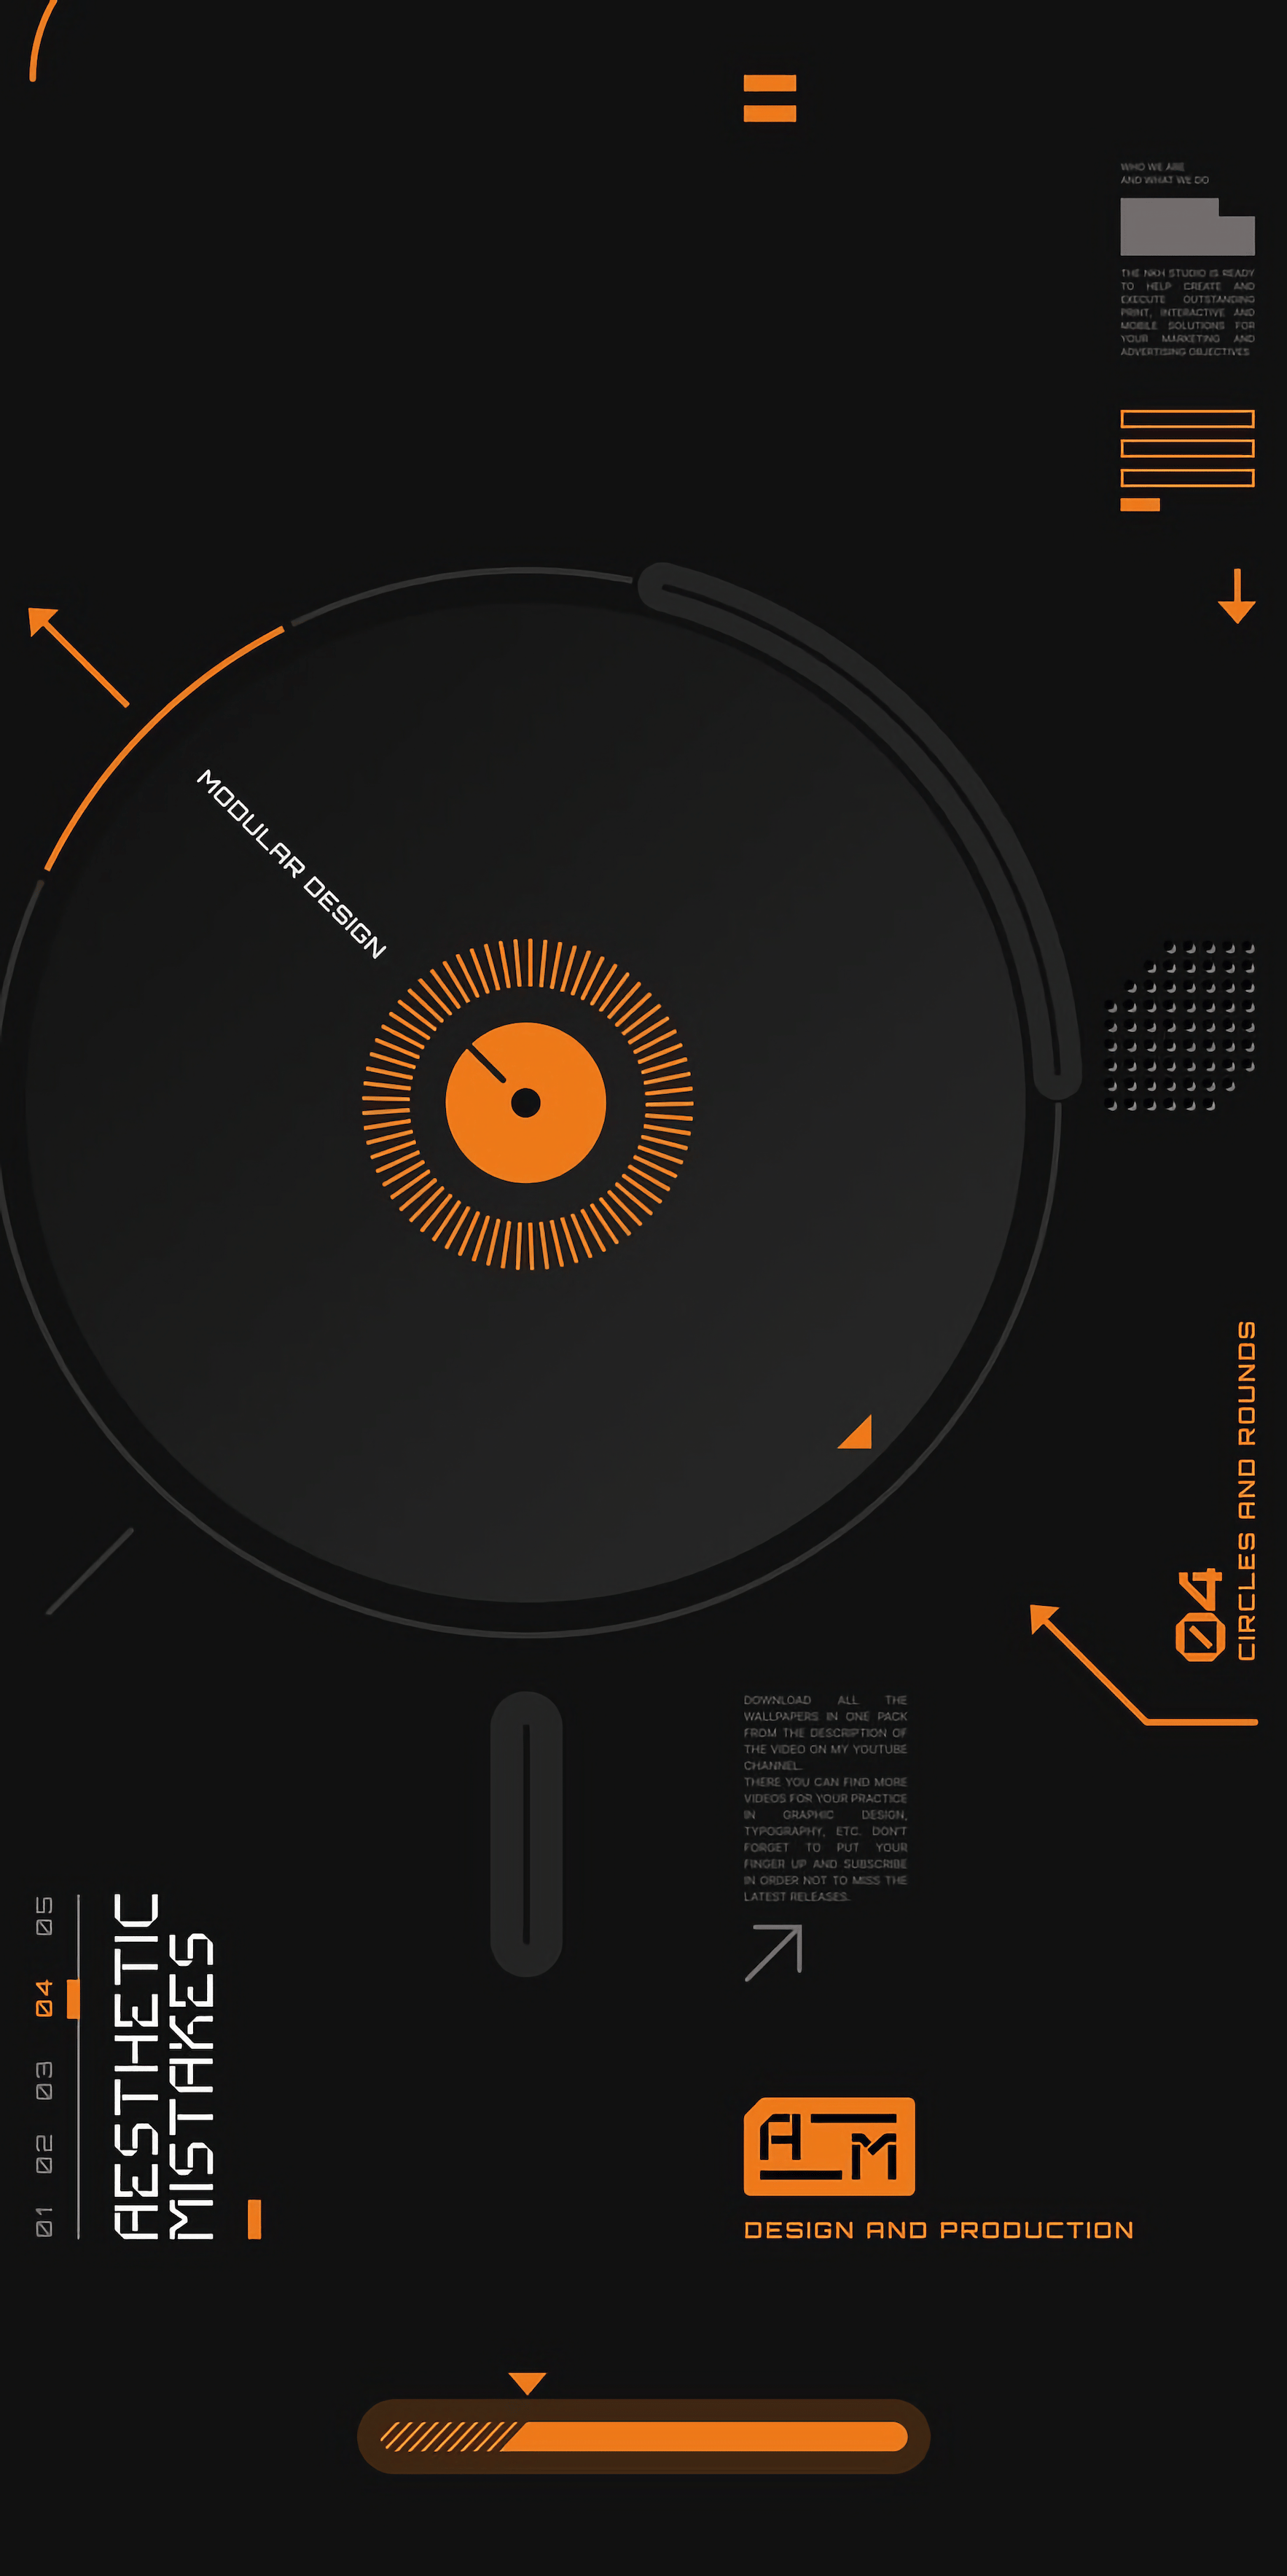 WHO WE ARE
AND WHAT WE DO
THE NKH STUDIO IS READY
TO HELP CREATE AND
EXECUTE OUTSTANDING
PRINT, INTERACTIVE AND
MOBILE SOLUTIONS FOR
YOUR MARKETING AND
ADVERTISING OBJECTIVES
MODULAR DESIGN
04
CIRCLES AND ROUNDS
DOWNLOAD ALL THE
WALLPAPERS IN ONE PACK
FROM THE DESCRIPTION OF
THE VIDEO ON MY YOUTUBE
CHANNEL.
THERE YOU CAN FIND MORE
VIDEOS FOR YOUR PRACTICE
IN GRAPHIC DESIGN,
TYPOGRAPHY, ETC. DON'T
FORGET TO PUT YOUR
FINGER UP AND SUBSCRIBE
IN ORDER NOT TO MISS THE
LATEST RELEASES.
01 02 03 04 05
AESTHETIC
MISTAKES
A M
DESIGN AND PRODUCTION